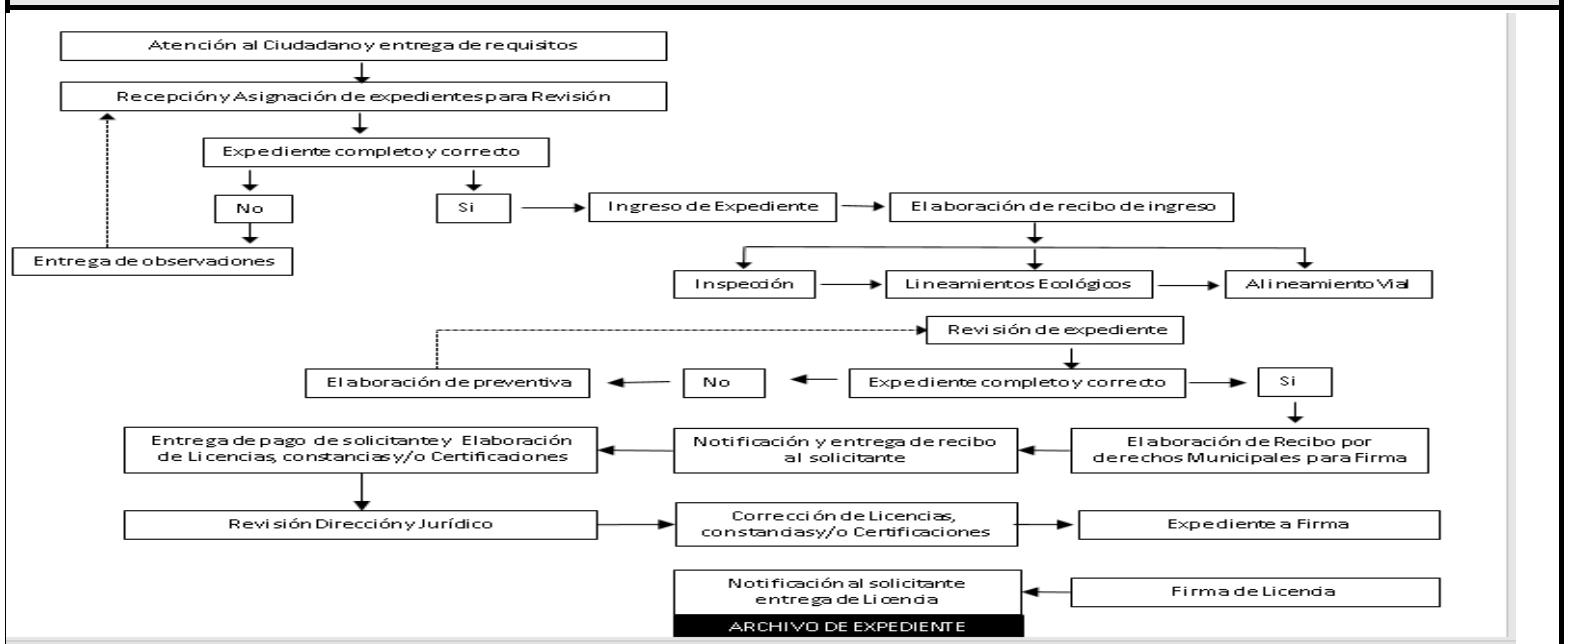 Atención al Ciudadano y entrega de requisitos
Recepción y Asignación de expedientes para Revisión
Expediente completo y correcto
No
Si
Ingreso de Expediente
Elaboración de recibo de ingreso
Entrega de observaciones
Inspección
Lineamientos Ecológicos
Alineamiento Vial
Revisión de expediente
Elaboración de preventiva
No
Expediente completo y correcto
Si
Entrega de pago de solicitante y Elaboración
de Licencias, constancias y/o Certificaciones
Notificación y entrega de recibo
al solicitante
Elaboración de Recibo por
derechos Municipales para Firma
Revisión Dirección y Jurídico
Corrección de Licencias,
constancias y/o Certificaciones
Expediente a Firma
Notificación al solicitante
entrega de Licencia
Firma de Licencia
ARCHIVO DE EXPEDIENTE